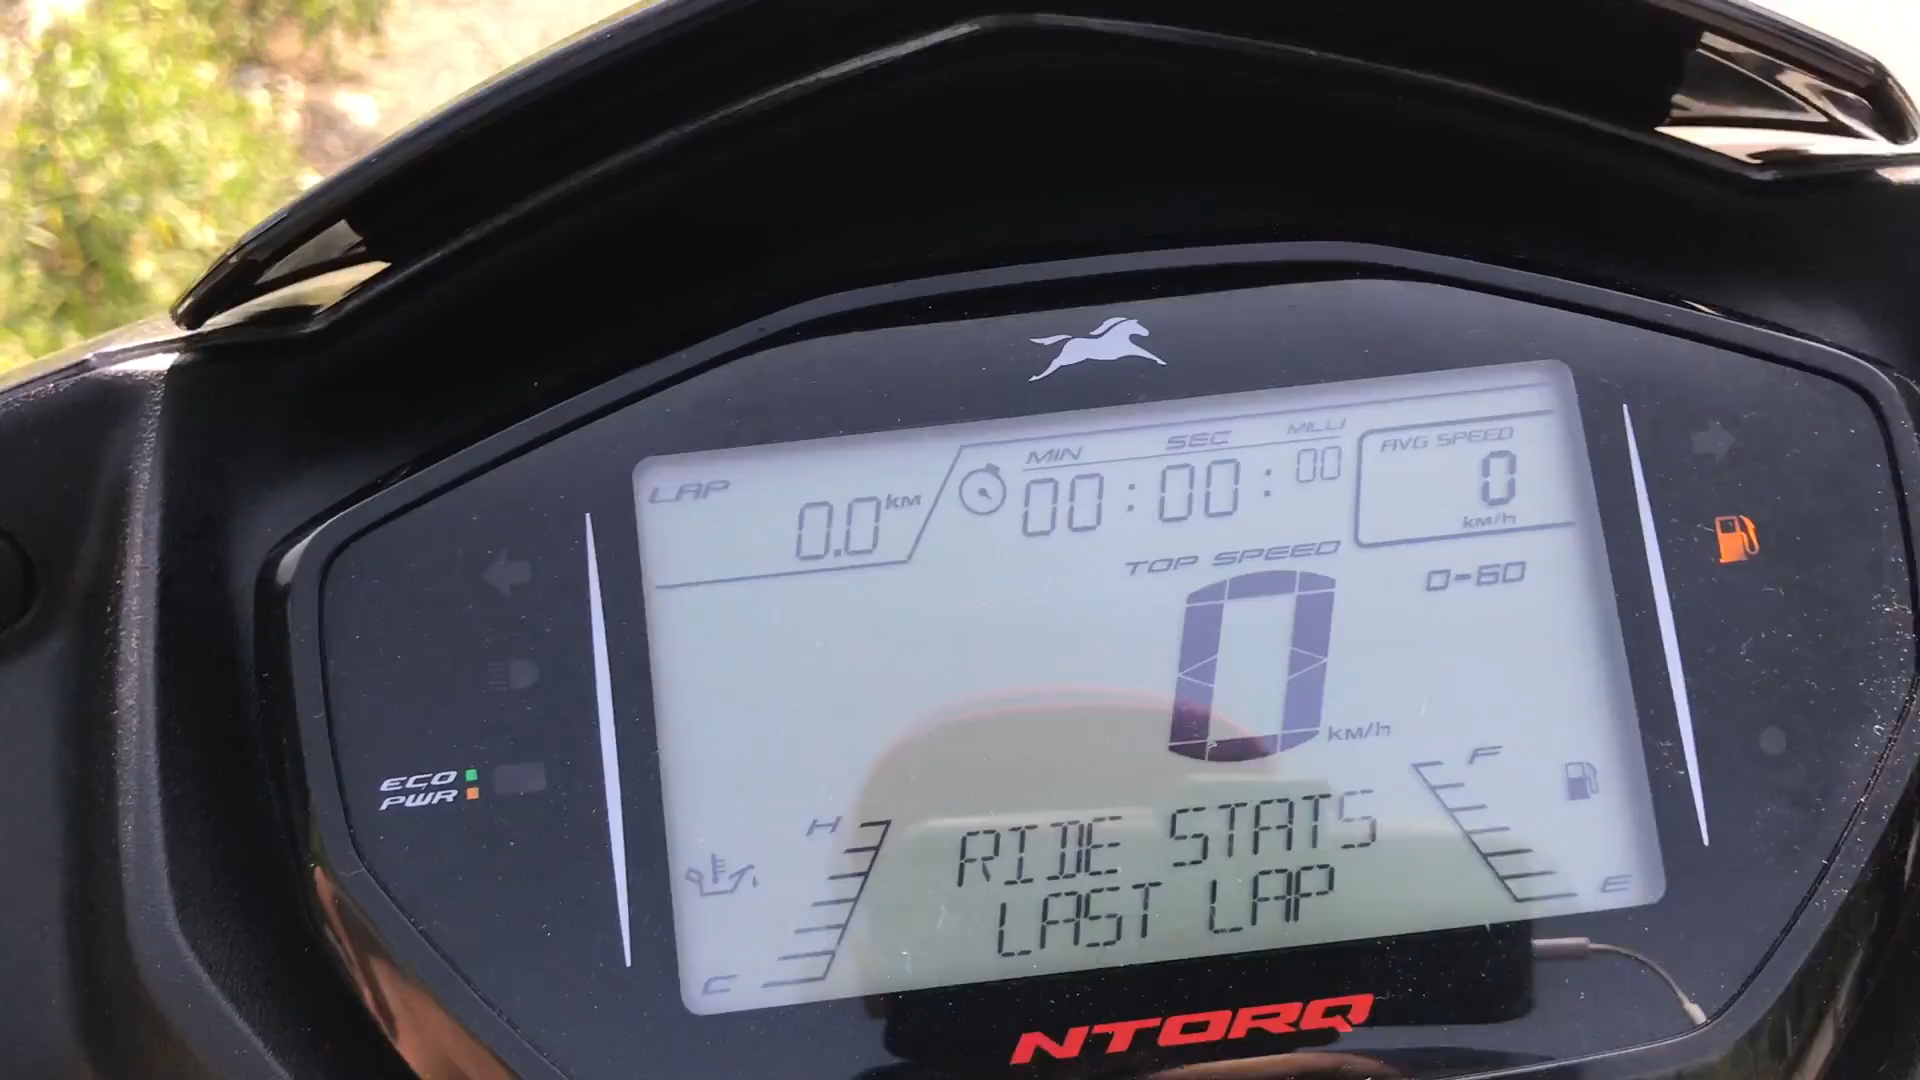 LAP 0.0 KM
MIN SEC MILLI
00:00:00
AVG SPEED
0
km/h
TOP SPEED
0 km/h
0-60
ECO
PWR
H
C
F
E
RIDE STATS
LAST LAP
NTORQ